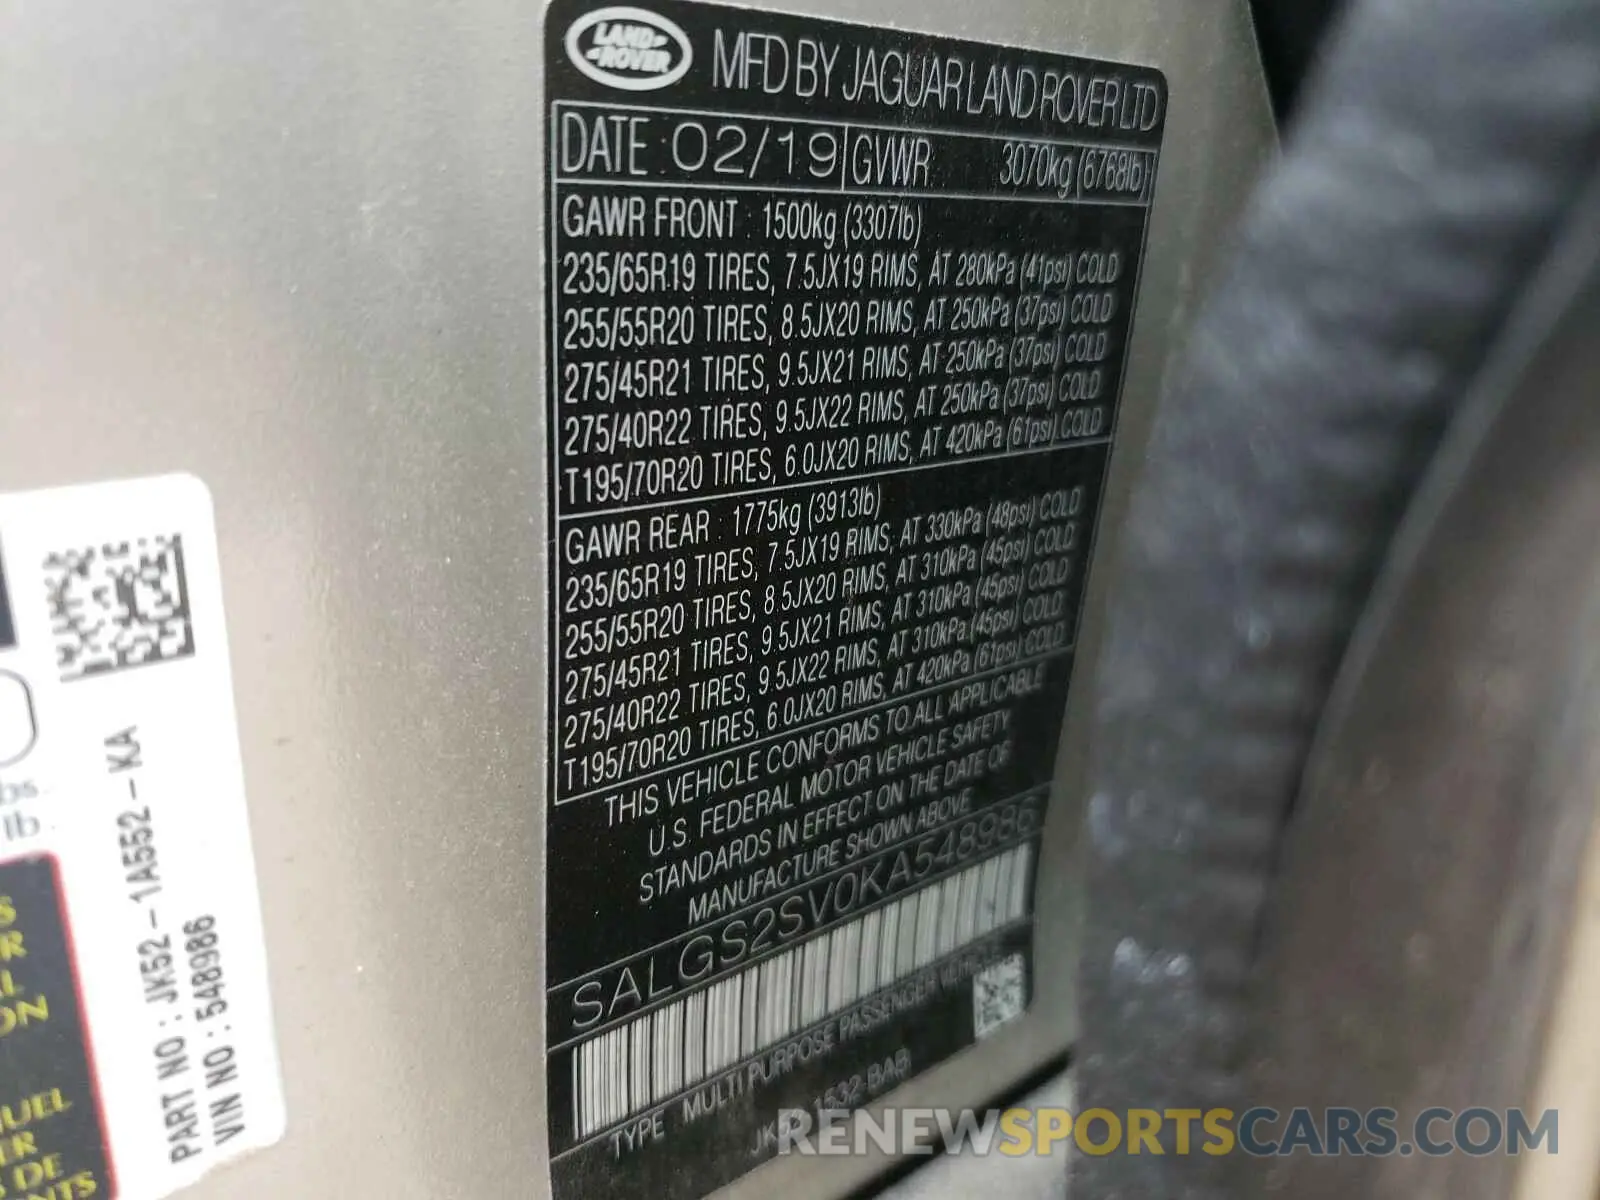 LAND ROVER
MFD BY JAGUAR LAND ROVER LTD
DATE : 02/19 GVWR : 3070kg (6768lb)
GAWR FRONT : 1500kg (3307lb)
235/65R19 TIRES, 7.5JX19 RIMS, AT 280kPa (41psi) COLD
255/55R20 TIRES, 8.5JX20 RIMS, AT 250kPa (37psi) COLD
275/45R21 TIRES, 9.5JX21 RIMS, AT 250kPa (37psi) COLD
275/40R22 TIRES, 9.5JX22 RIMS, AT 250kPa (37psi) COLD
T195/70R20 TIRES, 6.0JX20 RIMS, AT 420kPa (61psi) COLD
GAWR REAR : 1775kg (3913lb)
235/65R19 TIRES, 7.5JX19 RIMS, AT 330kPa (48psi) COLD
255/55R20 TIRES, 8.5JX20 RIMS, AT 310kPa (45psi) COLD
275/45R21 TIRES, 9.5JX21 RIMS, AT 310kPa (45psi) COLD
275/40R22 TIRES, 9.5JX22 RIMS, AT 310kPa (45psi) COLD
T195/70R20 TIRES, 6.0JX20 RIMS, AT 420kPa (61psi) COLD
THIS VEHICLE CONFORMS TO ALL APPLICABLE
U.S. FEDERAL MOTOR VEHICLE SAFETY
STANDARDS IN EFFECT ON THE DATE OF
MANUFACTURE SHOWN ABOVE
SALGS2SV0KA548986
TYPE MULTI PURPOSE PASSENGER VEHICLE
1532-BAB
PART NO : JK52-1A552-KA
VIN NO : 548986
lb
DE
RENEWSPORTSCARS.COM